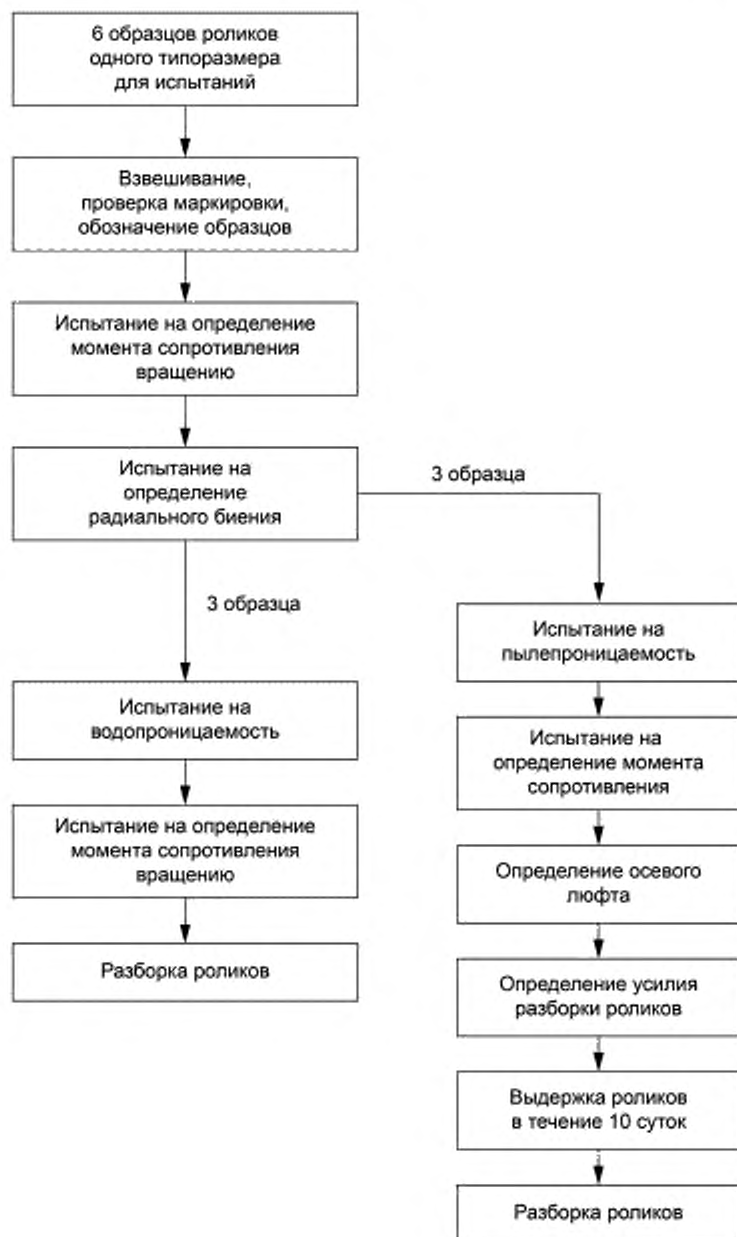 6 образцов роликов
одного типоразмера
для испытаний
Взвешивание,
проверка маркировки,
обозначение образцов
Испытание на определение
момента сопротивления
вращению
Испытание на
определение
радиального биения
3 образца
3 образца
Испытание на
водопроницаемость
Испытание на определение
момента сопротивления
вращению
Разборка роликов
Испытание на
пылепроницаемость
Испытание на
определение момента
сопротивления
Определение осевого
люфта
Определение усилия
разборки роликов
Выдержка роликов
в течение 10 суток
Разборка роликов